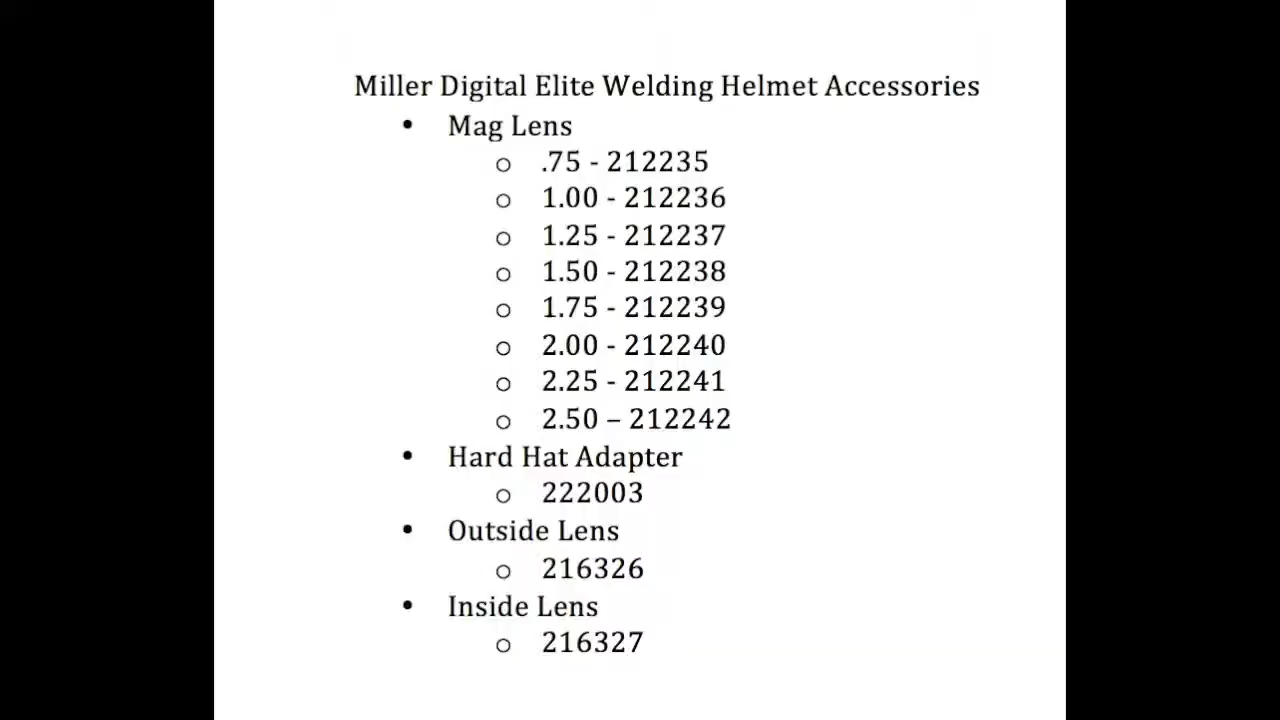 Miller Digital Elite Welding Helmet Accessories
• Mag Lens
o .75 - 212235
o 1.00 - 212236
o 1.25 - 212237
o 1.50 - 212238
o 1.75 - 212239
o 2.00 - 212240
o 2.25 - 212241
o 2.50 – 212242
• Hard Hat Adapter
o 222003
• Outside Lens
o 216326
• Inside Lens
o 216327